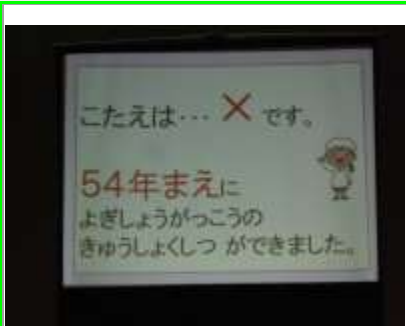 こたえは… ✕ です。
54年まえに
よぎしょうがっこうの
きゅうしょくしつ ができました。